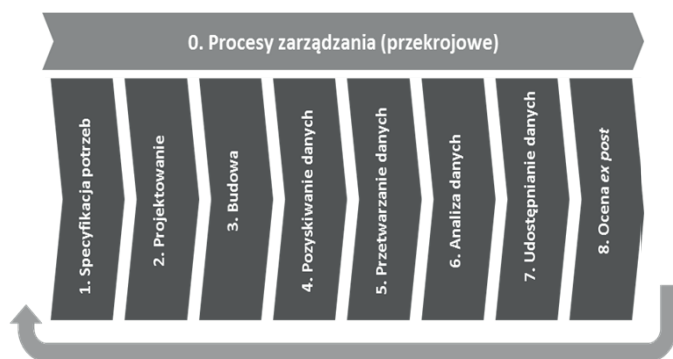 0. Procesy zarządzania (przekrojowe)
1. Specyfikacja potrzeb
2. Projektowanie
3. Budowa
4. Pozyskiwanie danych
5. Przetwarzanie danych
6. Analiza danych
7. Udostępnianie danych
8. Ocena ex post